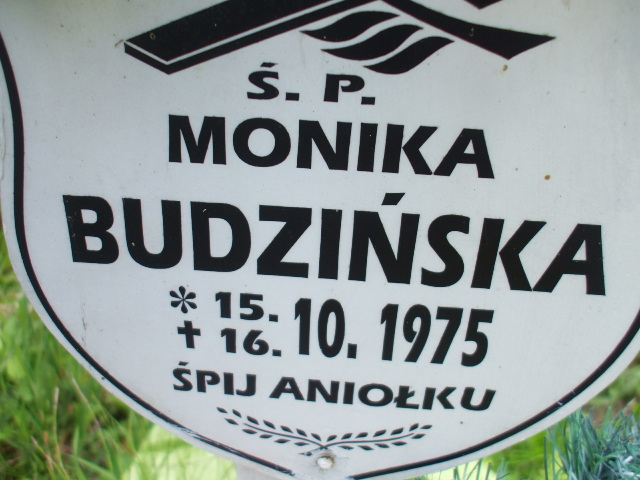 Ś. P.
MONIKA
BUDZIŃSKA
* 15.
† 16. 10. 1975
ŚPIJ ANIOŁKU